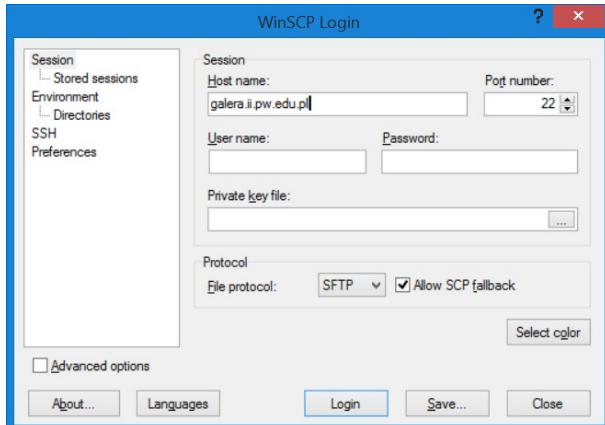 WinSCP Login
?
Session
Stored sessions
Environment
Directories
SSH
Preferences
Session
Host name:
Port number:
galera.ii.pw.edu.pl
22
User name:
Password:
Private key file:
...
Protocol
File protocol:
SFTP
Allow SCP fallback
Select color
Advanced options
About...
Languages
Login
Save...
Close